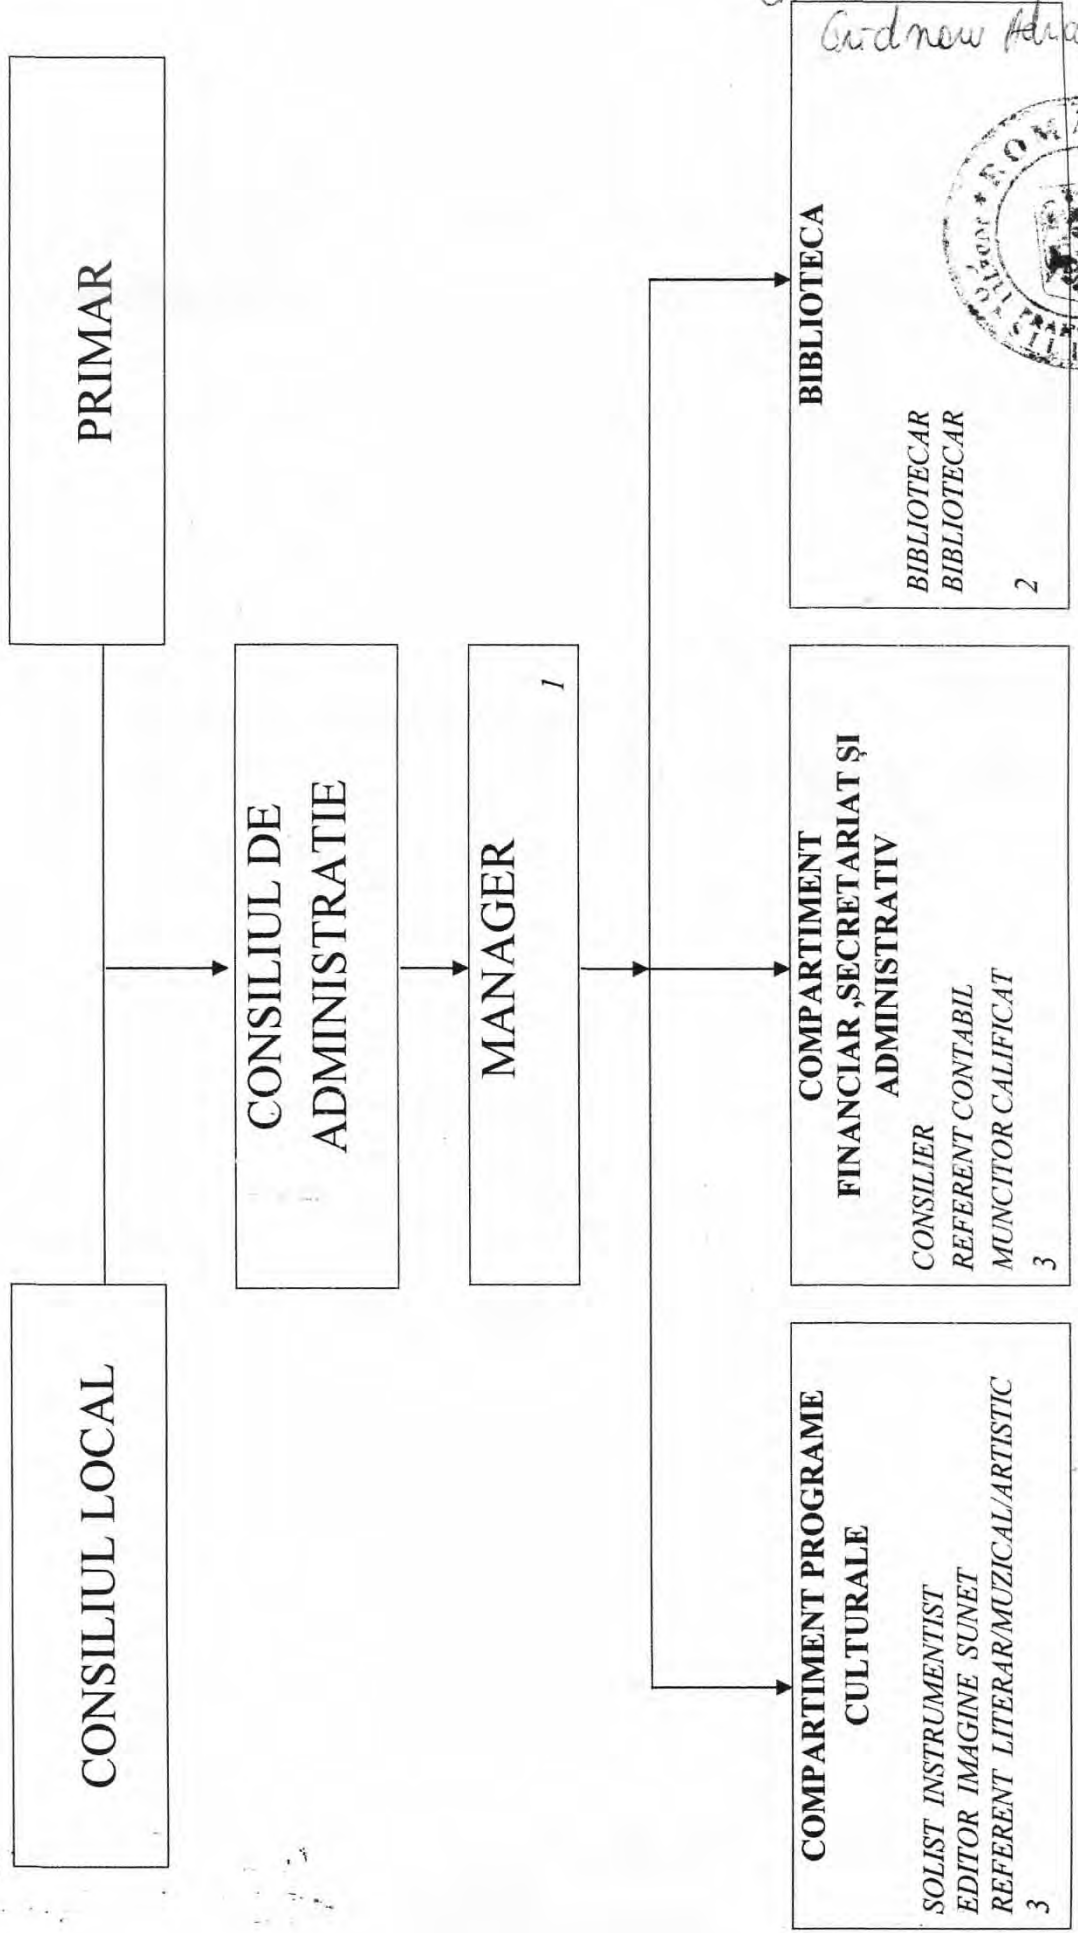 CONSILIUL LOCAL
PRIMAR
CONSILIUL DE
ADMINISTRATIE
MANAGER
1
COMPARTIMENT PROGRAME
CULTURALE
SOLIST INSTRUMENTIST
EDITOR IMAGINE SUNET
REFERENT LITERAR/MUZICAL/ARTISTIC
3
COMPARTIMENT
FINANCIAR ,SECRETARIAT ȘI
ADMINISTRATIV
CONSILIER
REFERENT CONTABIL
MUNCITOR CALIFICAT
3
BIBLIOTECA
BIBLIOTECAR
BIBLIOTECAR
2